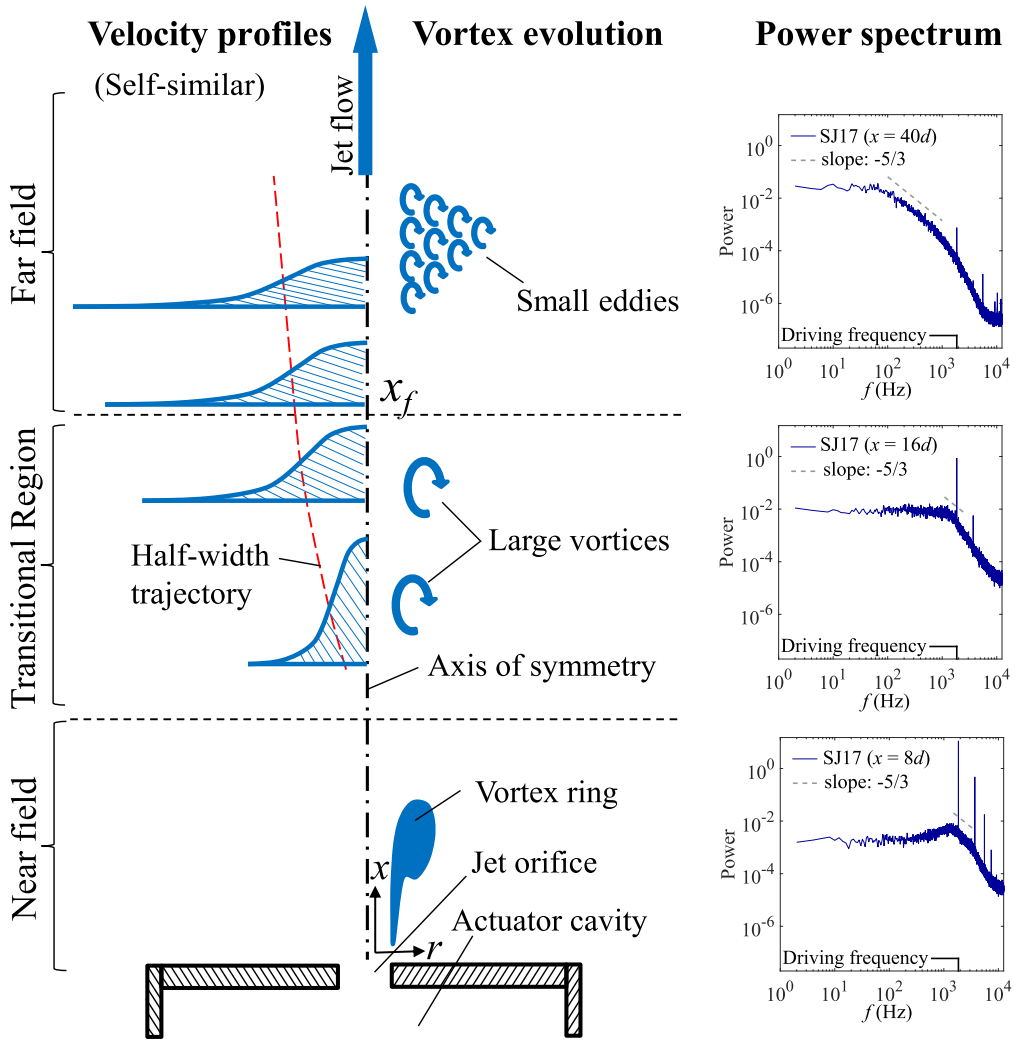 Velocity profiles
Vortex evolution
Power spectrum
(Self-similar)
Jet flow
Far field
Small eddies
x_f
Transitional Region
Half-width
trajectory
Large vortices
Axis of symmetry
Near field
Vortex ring
Jet orifice
Actuator cavity
x
r
SJ17 (x = 40d)
slope: -5/3
Power
10^0
10^-2
10^-4
10^-6
Driving frequency
10^0 10^1 10^2 10^3 10^4
f (Hz)
SJ17 (x = 16d)
slope: -5/3
Power
10^0
10^-2
10^-4
10^-6
Driving frequency
10^0 10^1 10^2 10^3 10^4
f (Hz)
SJ17 (x = 8d)
slope: -5/3
Power
10^0
10^-2
10^-4
10^-6
Driving frequency
10^0 10^1 10^2 10^3 10^4
f (Hz)